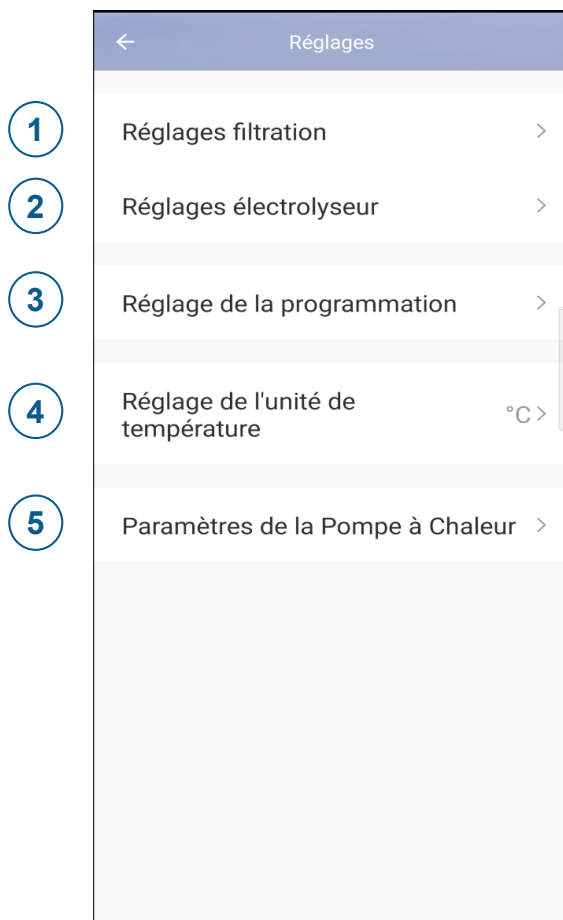 Réglages
1
Réglages filtration
2
Réglages électrolyseur
3
Réglage de la programmation
4
Réglage de l'unité de
température
°C
5
Paramètres de la Pompe à Chaleur